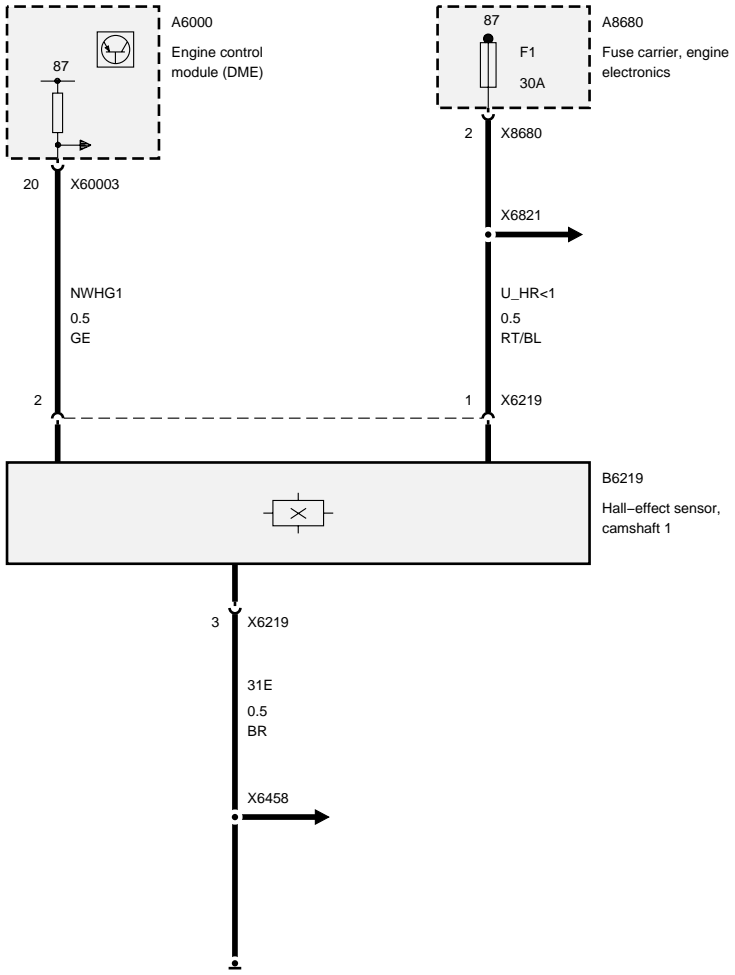 A6000
Engine control
module (DME)
87
20 X60003
87
F1
30A
A8680
Fuse carrier, engine
electronics
2 X8680
X6821
NWHG1
0.5
GE
U_HR<1
0.5
RT/BL
2
1 X6219
B6219
Hall−effect sensor,
camshaft 1
3 X6219
31E
0.5
BR
X6458